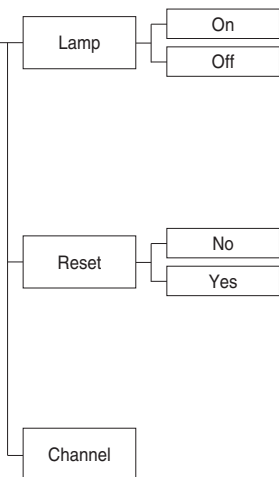 Lamp
On
Off
Reset
No
Yes
Channel